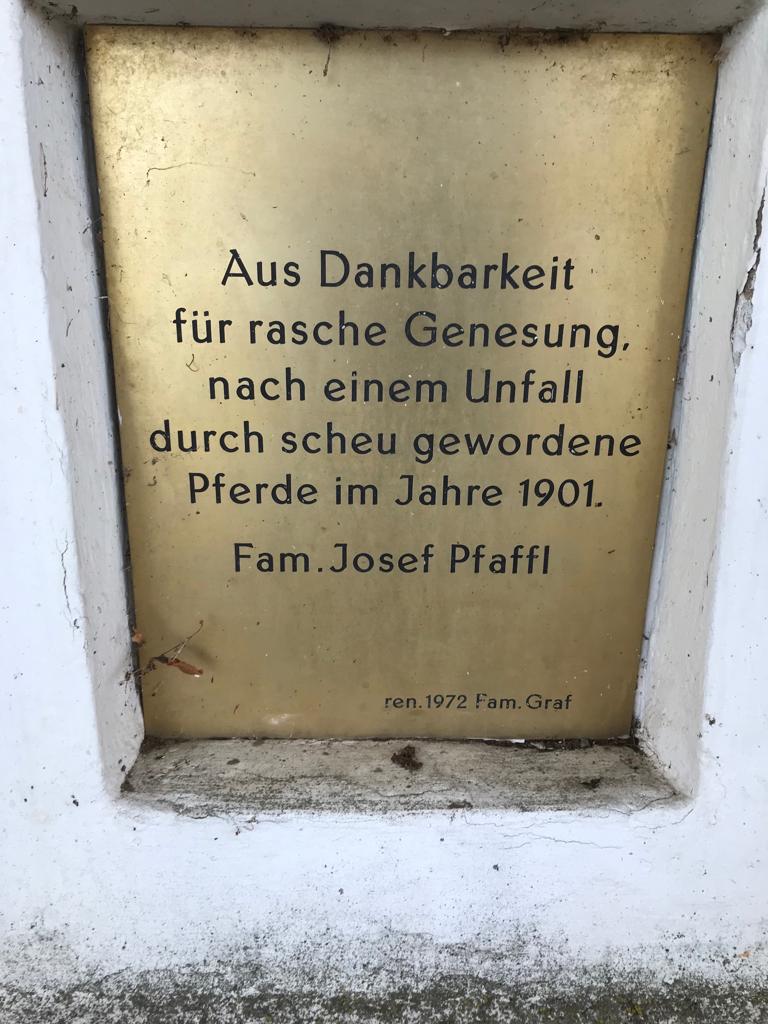 Aus Dankbarkeit
für rasche Genesung,
nach einem Unfall
durch scheu gewordene
Pferde im Jahre 1901.
Fam. Josef Pfaffl
ren. 1972 Fam. Graf